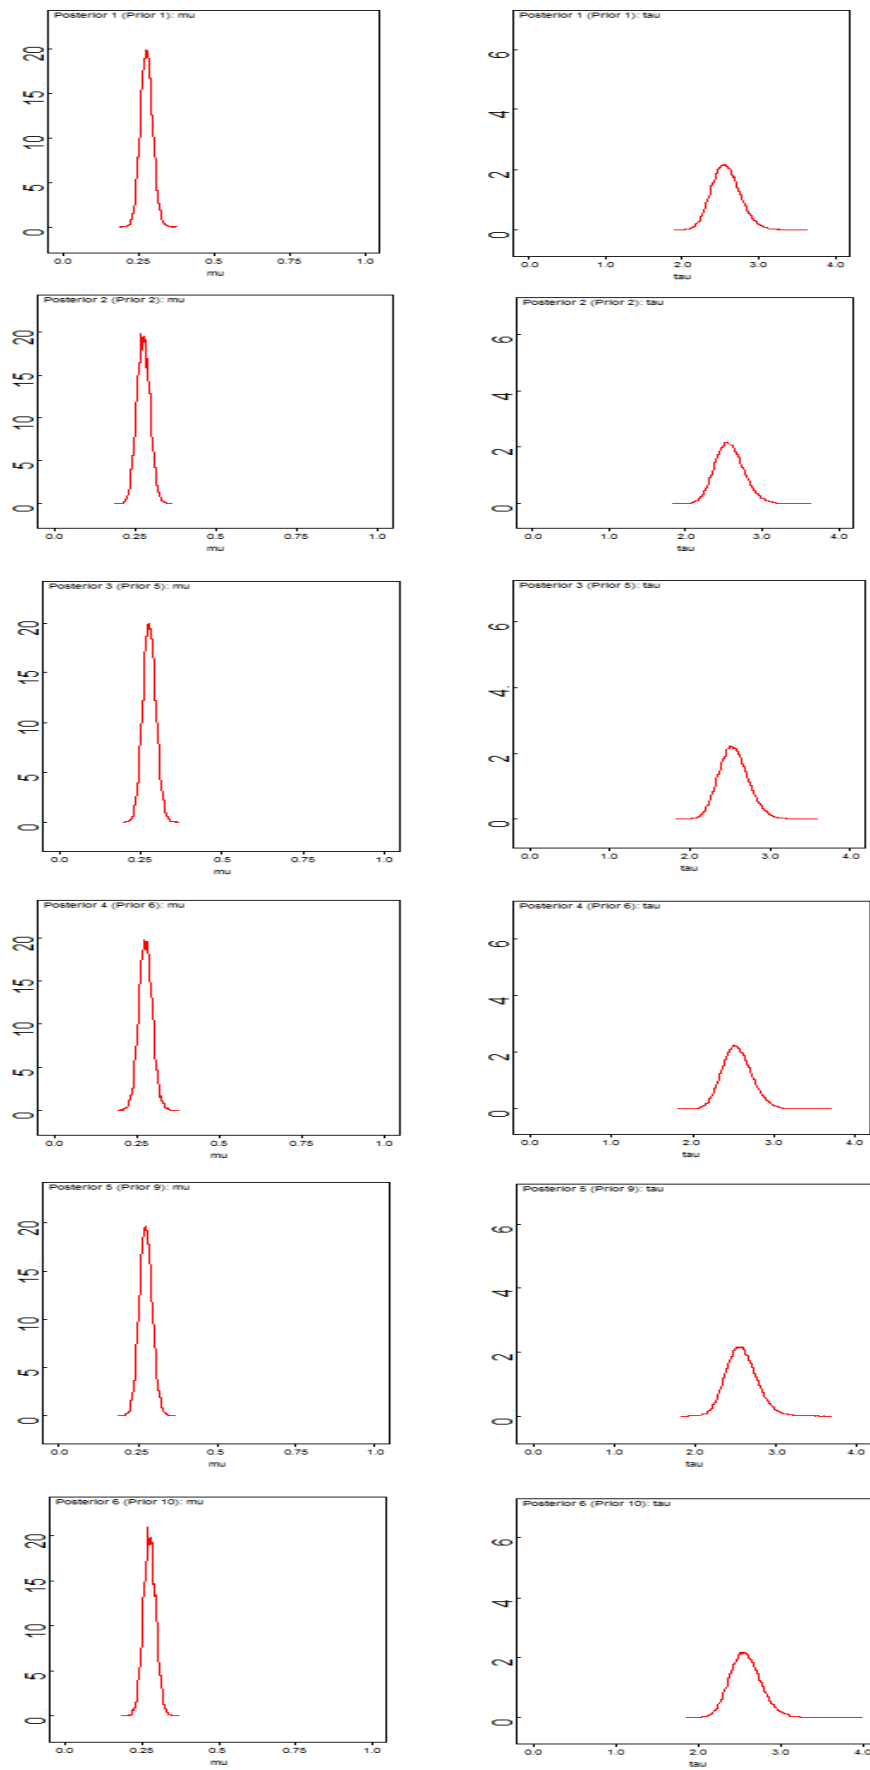 Posterior 1 (Prior 1): mu
20
15
10
5
0
0.0 0.25 0.5 0.75 1.0
mu
Posterior 1 (Prior 1): tau
6
4
2
0
0.0 1.0 2.0 3.0 4.0
tau
Posterior 2 (Prior 2): mu
20
15
10
5
0
0.0 0.25 0.5 0.75 1.0
mu
Posterior 2 (Prior 2): tau
6
4
2
0
0.0 1.0 2.0 3.0 4.0
tau
Posterior 3 (Prior 5): mu
20
15
10
5
0
0.0 0.25 0.5 0.75 1.0
mu
Posterior 3 (Prior 5): tau
6
4
2
0
0.0 1.0 2.0 3.0 4.0
tau
Posterior 4 (Prior 6): mu
20
15
10
5
0
0.0 0.25 0.5 0.75 1.0
mu
Posterior 4 (Prior 6): tau
6
4
2
0
0.0 1.0 2.0 3.0 4.0
tau
Posterior 5 (Prior 9): mu
20
15
10
5
0
0.0 0.25 0.5 0.75 1.0
mu
Posterior 5 (Prior 9): tau
6
4
2
0
0.0 1.0 2.0 3.0 4.0
tau
Posterior 6 (Prior 10): mu
20
15
10
5
0
0.0 0.25 0.5 0.75 1.0
mu
Posterior 6 (Prior 10): tau
6
4
2
0
0.0 1.0 2.0 3.0 4.0
tau